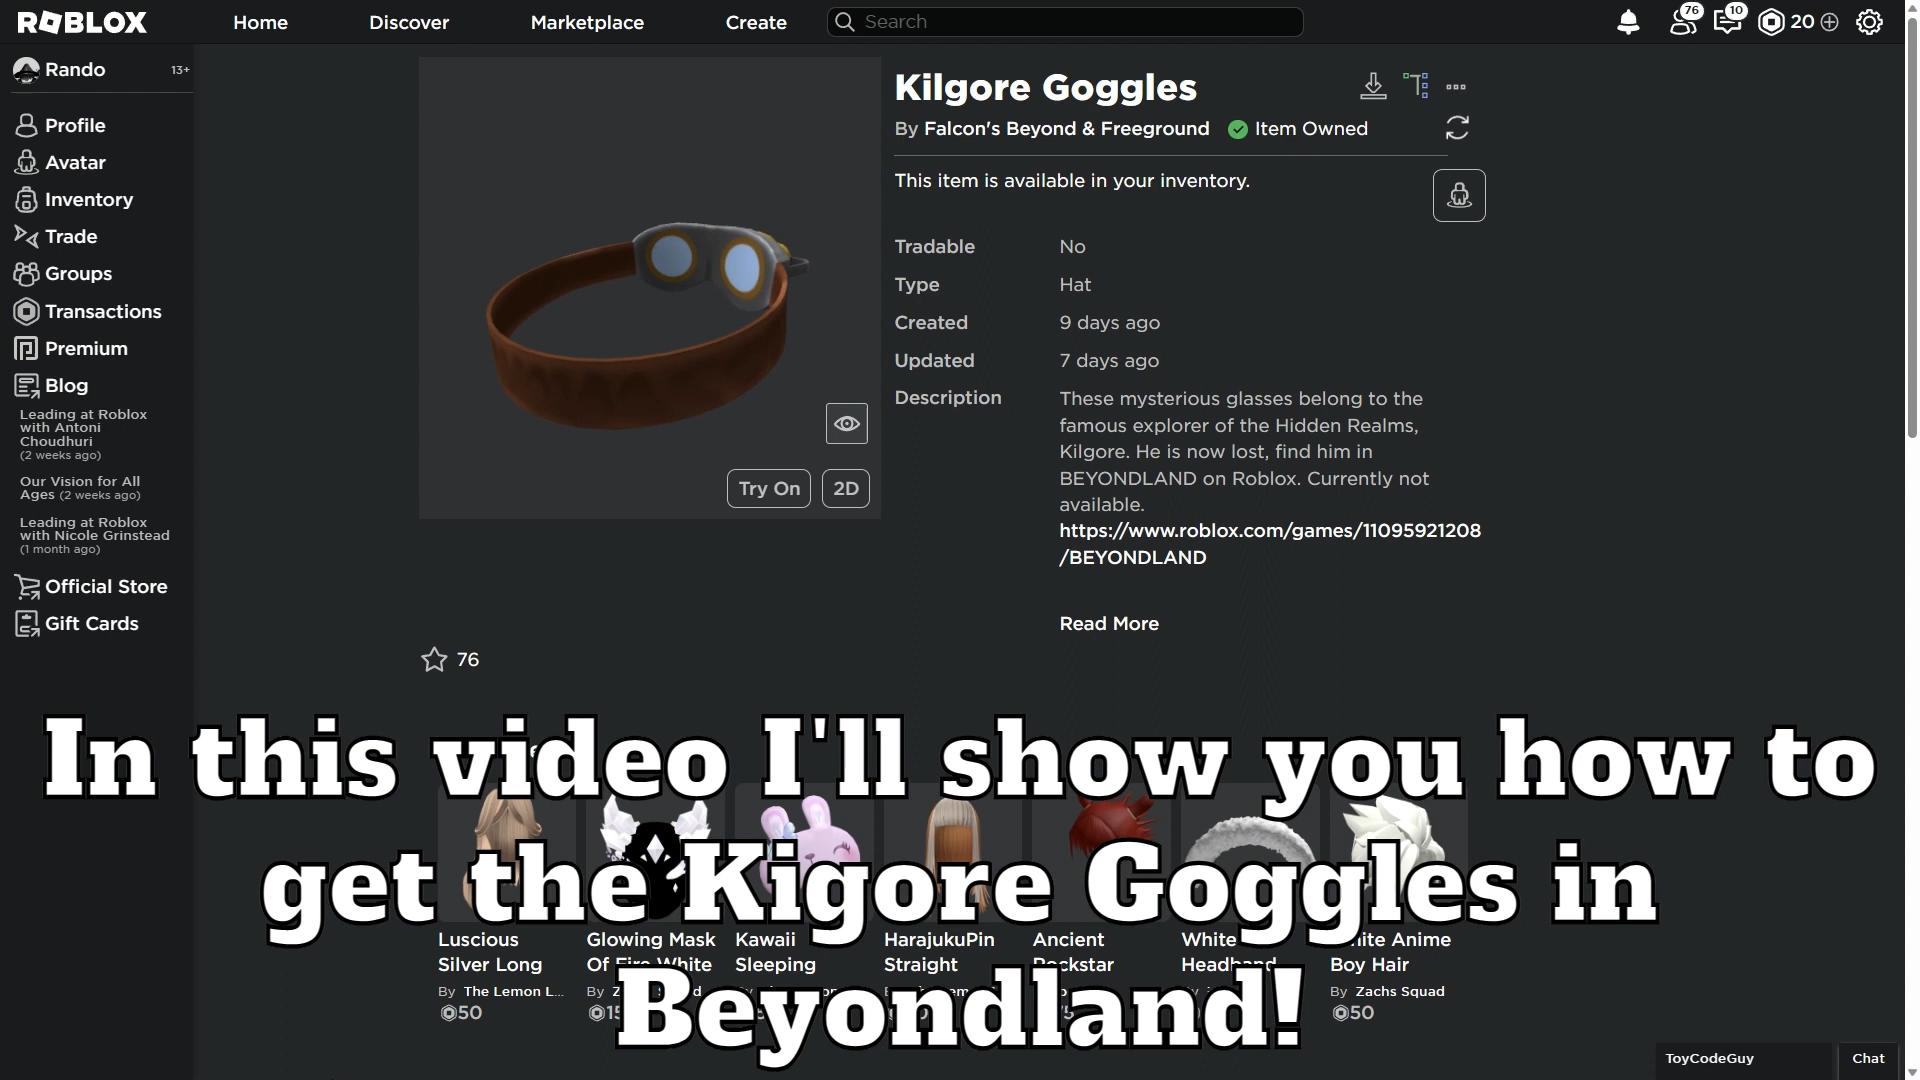 ROBLOX
Home
Discover
Marketplace
Create
Search
76
10
20
Rando
13+
Profile
Avatar
Inventory
Trade
Groups
Transactions
Premium
Blog
Leading at Roblox
with Antoni
Choudhuri
(2 weeks ago)
Our Vision for All
Ages (2 weeks ago)
Leading at Roblox
with Nicole Grinstead
(1 month ago)
Official Store
Gift Cards
Try On
2D
76
Kilgore Goggles
By Falcon's Beyond & Freeground
Item Owned
This item is available in your inventory.
Tradable No
Type Hat
Created 9 days ago
Updated 7 days ago
Description These mysterious glasses belong to the
famous explorer of the Hidden Realms,
Kilgore. He is now lost, find him in
BEYONDLAND on Roblox. Currently not
available.
https://www.roblox.com/games/11095921208
/BEYONDLAND
Read More
In this video I'll show you how to
get the Kigore Goggles in
Beyondland!
Luscious
Silver Long
By The Lemon L...
50
Glowing Mask
Of Fire White
By
Kawaii
Sleeping
HarajukuPin
Straight
Ancient
Rockstar
White
Headband
White Anime
Boy Hair
By Zachs Squad
50
ToyCodeGuy
Chat